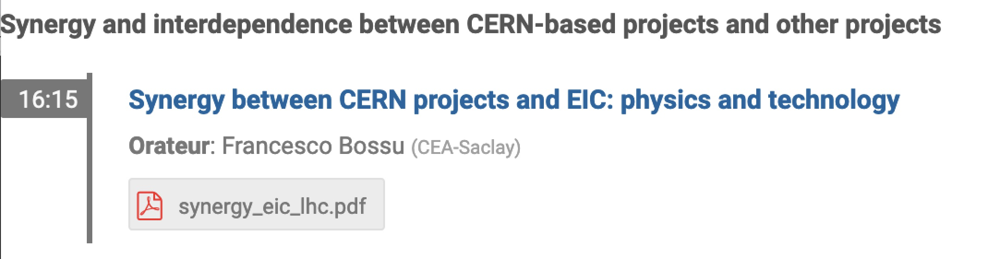 Synergy and interdependence between CERN-based projects and other projects
16:15
Synergy between CERN projects and EIC: physics and technology
Orateur: Francesco Bossu (CEA-Saclay)
synergy_eic_lhc.pdf